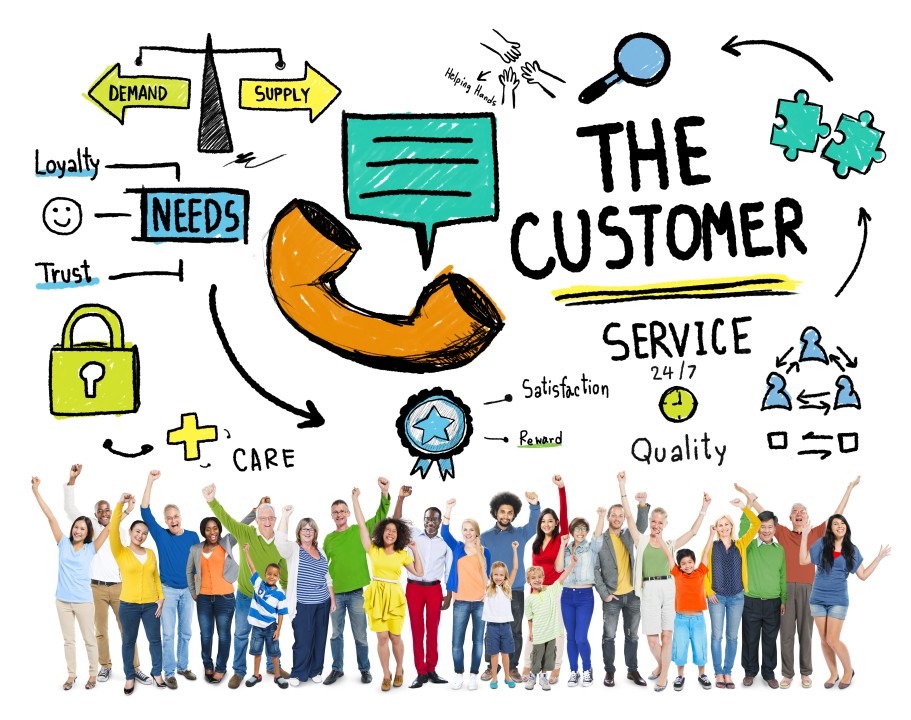 DEMAND
SUPPLY
Helping Hands
Loyalty
NEEDS
Trust
THE
CUSTOMER
SERVICE
24/7
Satisfaction
Reward
Quality
CARE